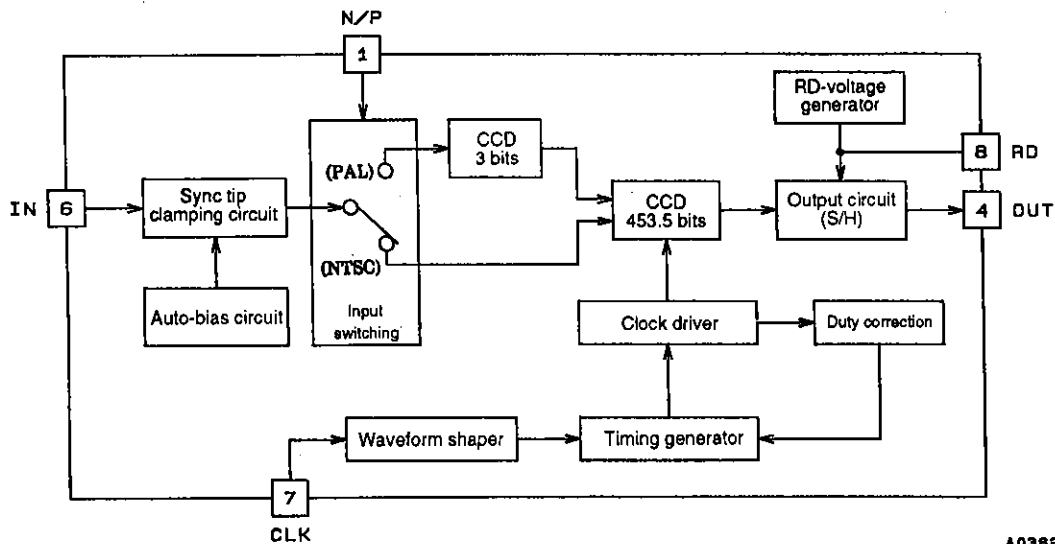 N/P
1
RD-voltage
generator
CCD
3 bits
(PAL)
8 RD
IN 6
Sync tip
clamping circuit
CCD
453.5 bits
Output circuit
(S/H)
4 OUT
(NTSC)
Auto-bias circuit
Input
switching
Clock driver
Duty correction
Waveform shaper
Timing generator
7
CLK